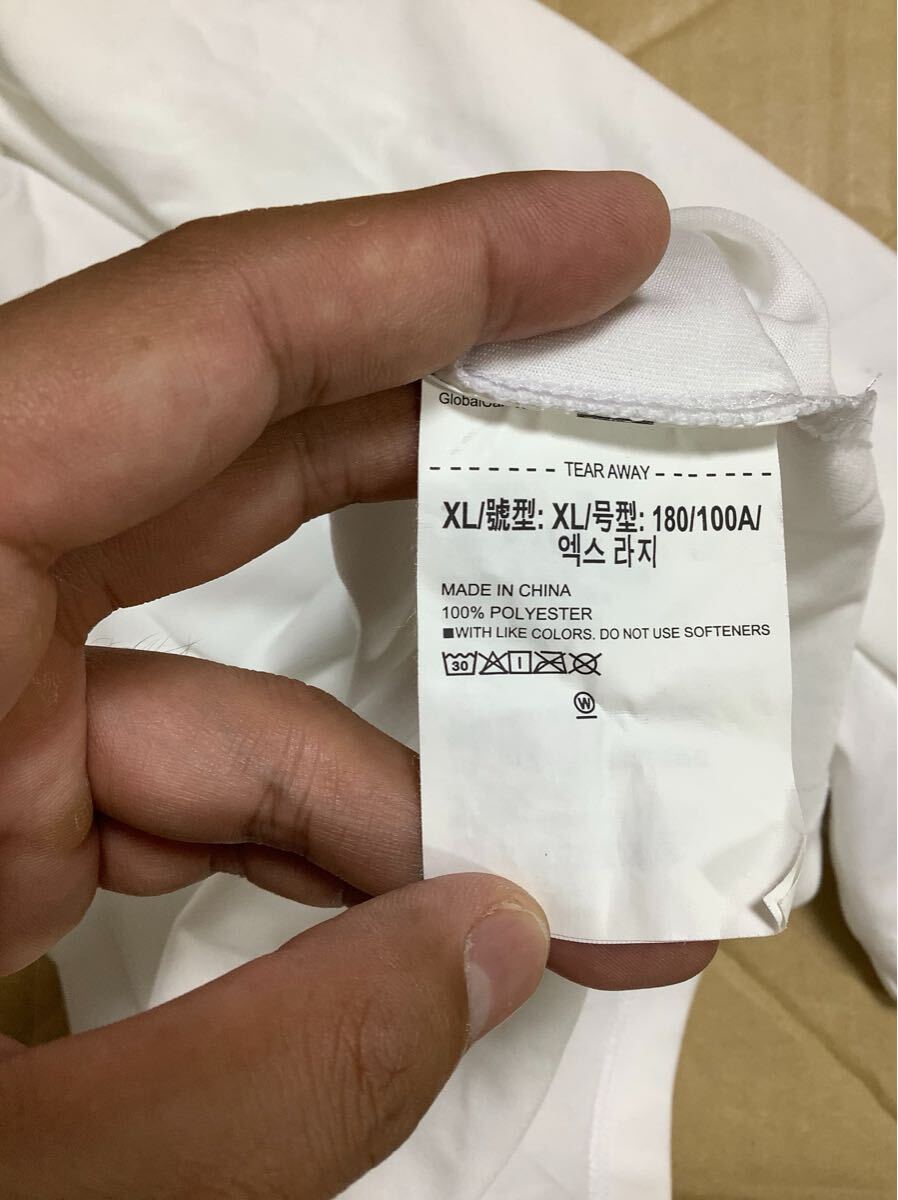 TEAR AWAY
XL/號型: XL/号型: 180/100A/
엑스 라지
MADE IN CHINA
100% POLYESTER
■WITH LIKE COLORS. DO NOT USE SOFTENERS
30
W